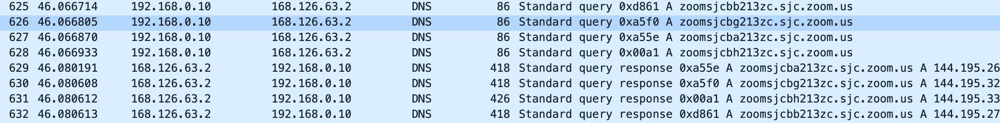 625 46.066714 192.168.0.10 168.126.63.2 DNS 86 Standard query 0xd861 A zoomsjcbb213zc.sjc.zoom.us
626 46.066805 192.168.0.10 168.126.63.2 DNS 86 Standard query 0xa5f0 A zoomsjcbg213zc.sjc.zoom.us
627 46.066870 192.168.0.10 168.126.63.2 DNS 86 Standard query 0xa55e A zoomsjcba213zc.sjc.zoom.us
628 46.066933 192.168.0.10 168.126.63.2 DNS 86 Standard query 0x00a1 A zoomsjcbh213zc.sjc.zoom.us
629 46.080191 168.126.63.2 192.168.0.10 DNS 418 Standard query response 0xa55e A zoomsjcba213zc.sjc.zoom.us A 144.195.26
630 46.080608 168.126.63.2 192.168.0.10 DNS 418 Standard query response 0xa5f0 A zoomsjcbg213zc.sjc.zoom.us A 144.195.32
631 46.080612 168.126.63.2 192.168.0.10 DNS 426 Standard query response 0x00a1 A zoomsjcbh213zc.sjc.zoom.us A 144.195.33
632 46.080613 168.126.63.2 192.168.0.10 DNS 418 Standard query response 0xd861 A zoomsjcbb213zc.sjc.zoom.us A 144.195.27